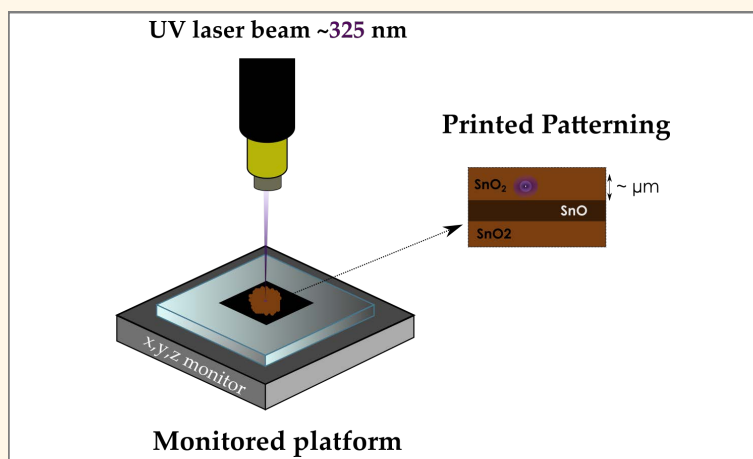 UV laser beam ~325 nm
Printed Patterning
SnO₂
~ μm
SnO
SnO2
x,y,z monitor
Monitored platform